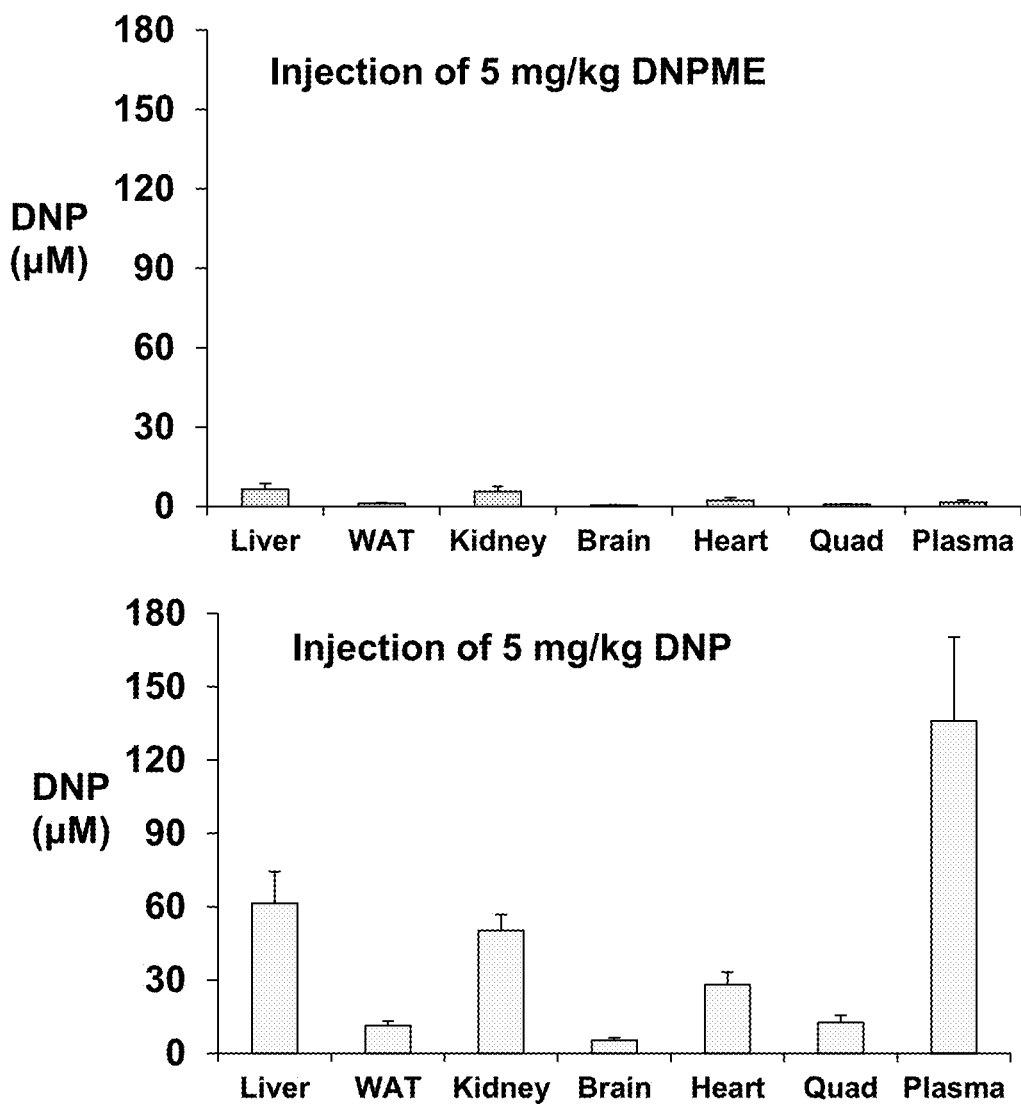 180
Injection of 5 mg/kg DNPME
150
120
DNP
(µM)
90
60
30
0
Liver WAT Kidney Brain Heart Quad Plasma
180
Injection of 5 mg/kg DNP
150
120
DNP
(µM)
90
60
30
0
Liver WAT Kidney Brain Heart Quad Plasma